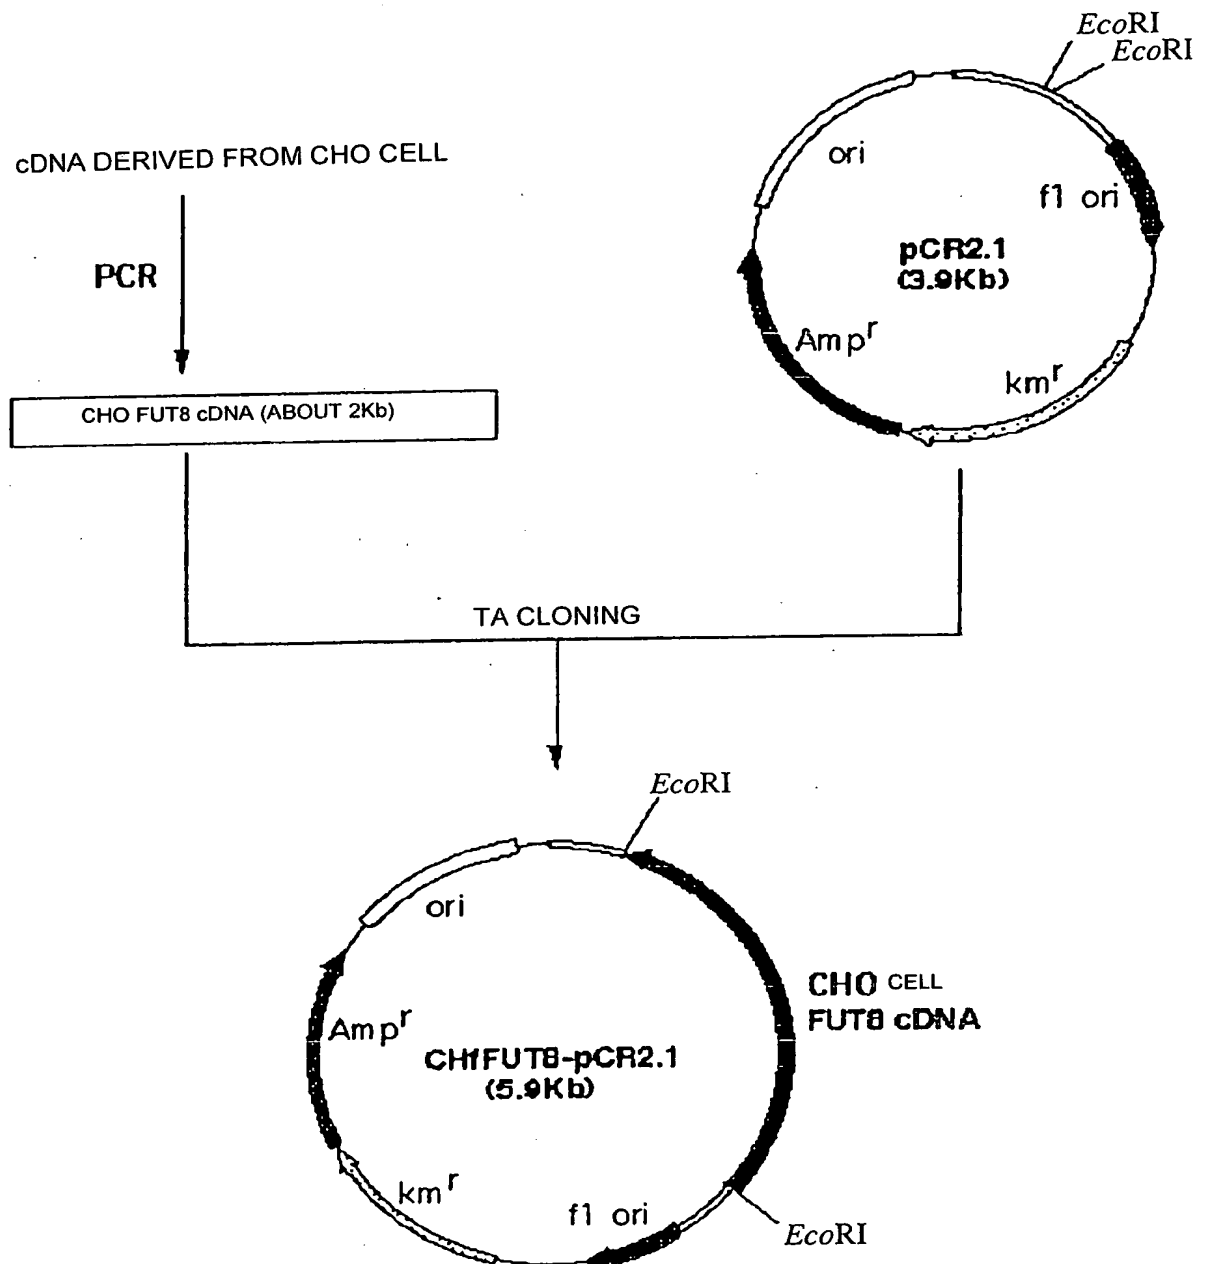 EcoRI
EcoRI
cDNA DERIVED FROM CHO CELL
ori
f1 ori
PCR
pCR2.1
(3.9Kb)
Ampr
kmr
CHO FUT8 cDNA (ABOUT 2Kb)
TA CLONING
EcoRI
ori
CHO CELL
FUT8 cDNA
Ampr
CHfFUT8-pCR2.1
(5.9Kb)
kmr
f1 ori
EcoRI